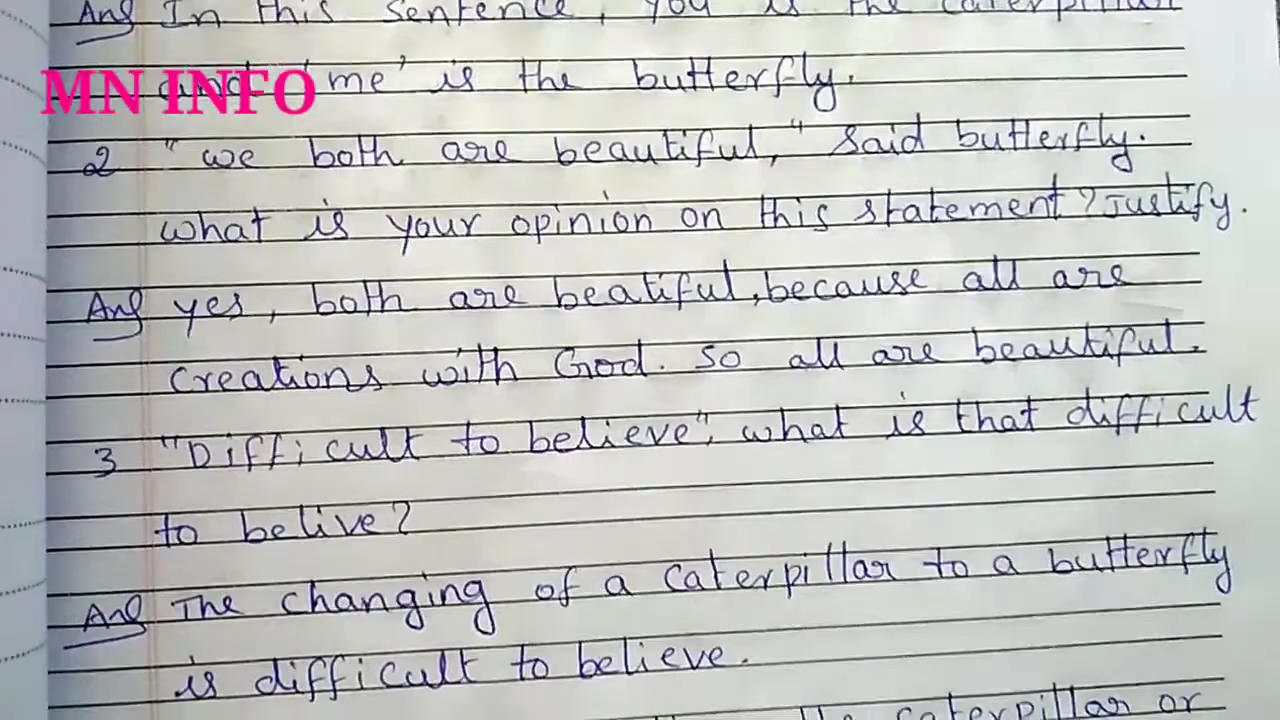 Ans In this sentence, 'you' is the caterpillar
MN INFO
and 'me' is the butterfly.
2 "we both are beautiful," said butterfly.
what is your opinion on this statement? Justify.
Ans yes, both are beatiful, because all are
creations with God. so all are beautiful.
3 "Difficult to believe", what is that difficult
to belive?
Ans The changing of a caterpillar to a butterfly
is difficult to believe.
caterpillar or